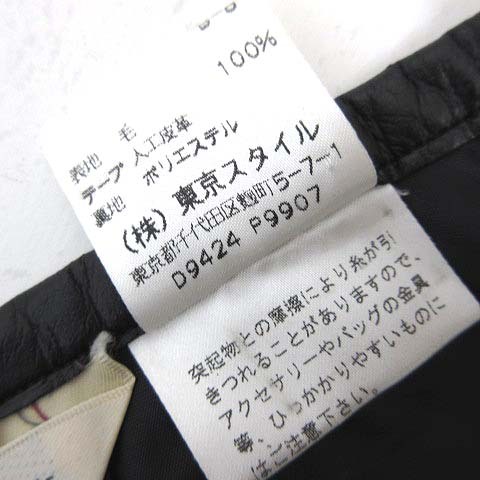 100%
表地 毛
テープ 人工皮革
裏地 ポリエステル
(株)東京スタイル
東京都千代田区麹町5-7-1
D9424 P9907
突起物との摩擦により糸が引
きつれることがありますので、
アクセサリーやバッグの金具
等、ひっかかりやすいものに
はご注意下さい。